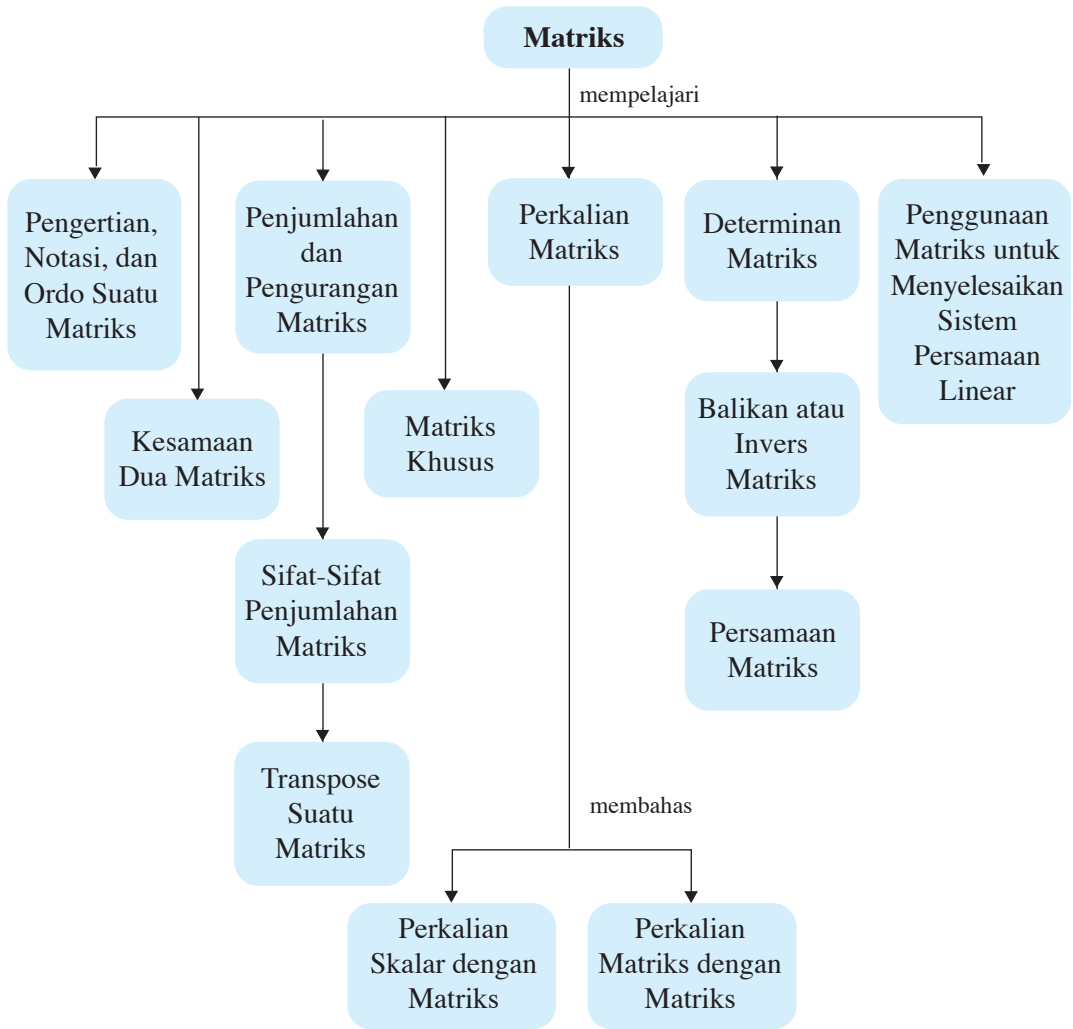 Matriks
mempelajari
Pengertian,
Notasi, dan
Ordo Suatu
Matriks
Kesamaan
Dua Matriks
Penjumlahan
dan
Pengurangan
Matriks
Sifat-Sifat
Penjumlahan
Matriks
Transpose
Suatu
Matriks
Matriks
Khusus
Perkalian
Matriks
membahas
Perkalian
Skalar dengan
Matriks
Perkalian
Matriks dengan
Matriks
Determinan
Matriks
Balikan atau
Invers
Matriks
Persamaan
Matriks
Penggunaan
Matriks untuk
Menyelesaikan
Sistem
Persamaan
Linear